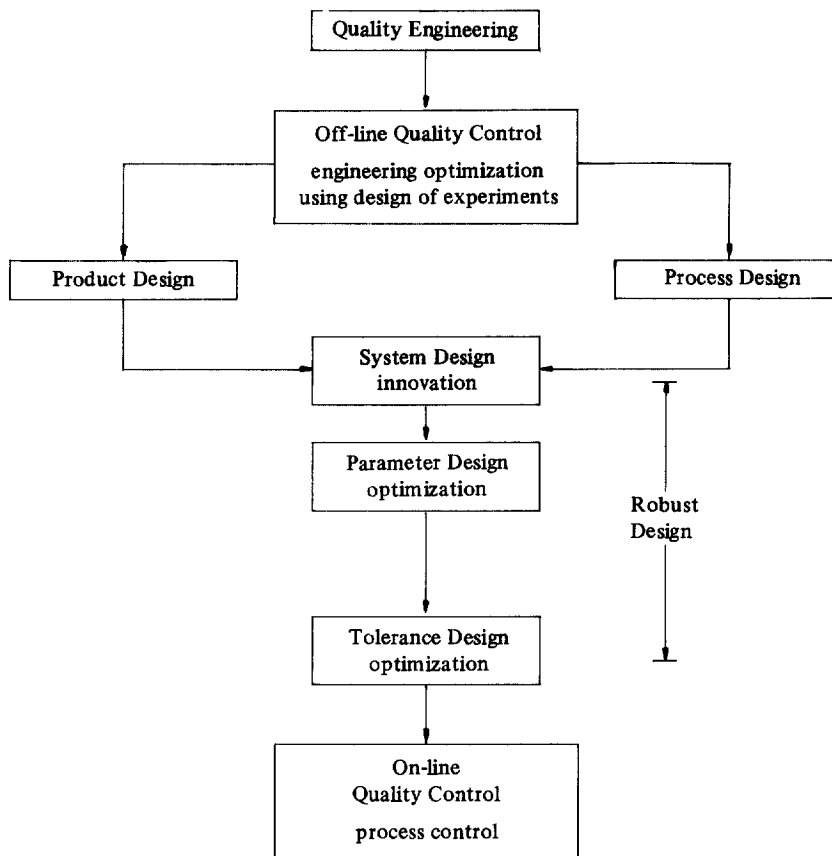 Quality Engineering
Off-line Quality Control
engineering optimization
using design of experiments
Product Design
Process Design
System Design
innovation
Parameter Design
optimization
Robust
Design
Tolerance Design
optimization
On-line
Quality Control
process control